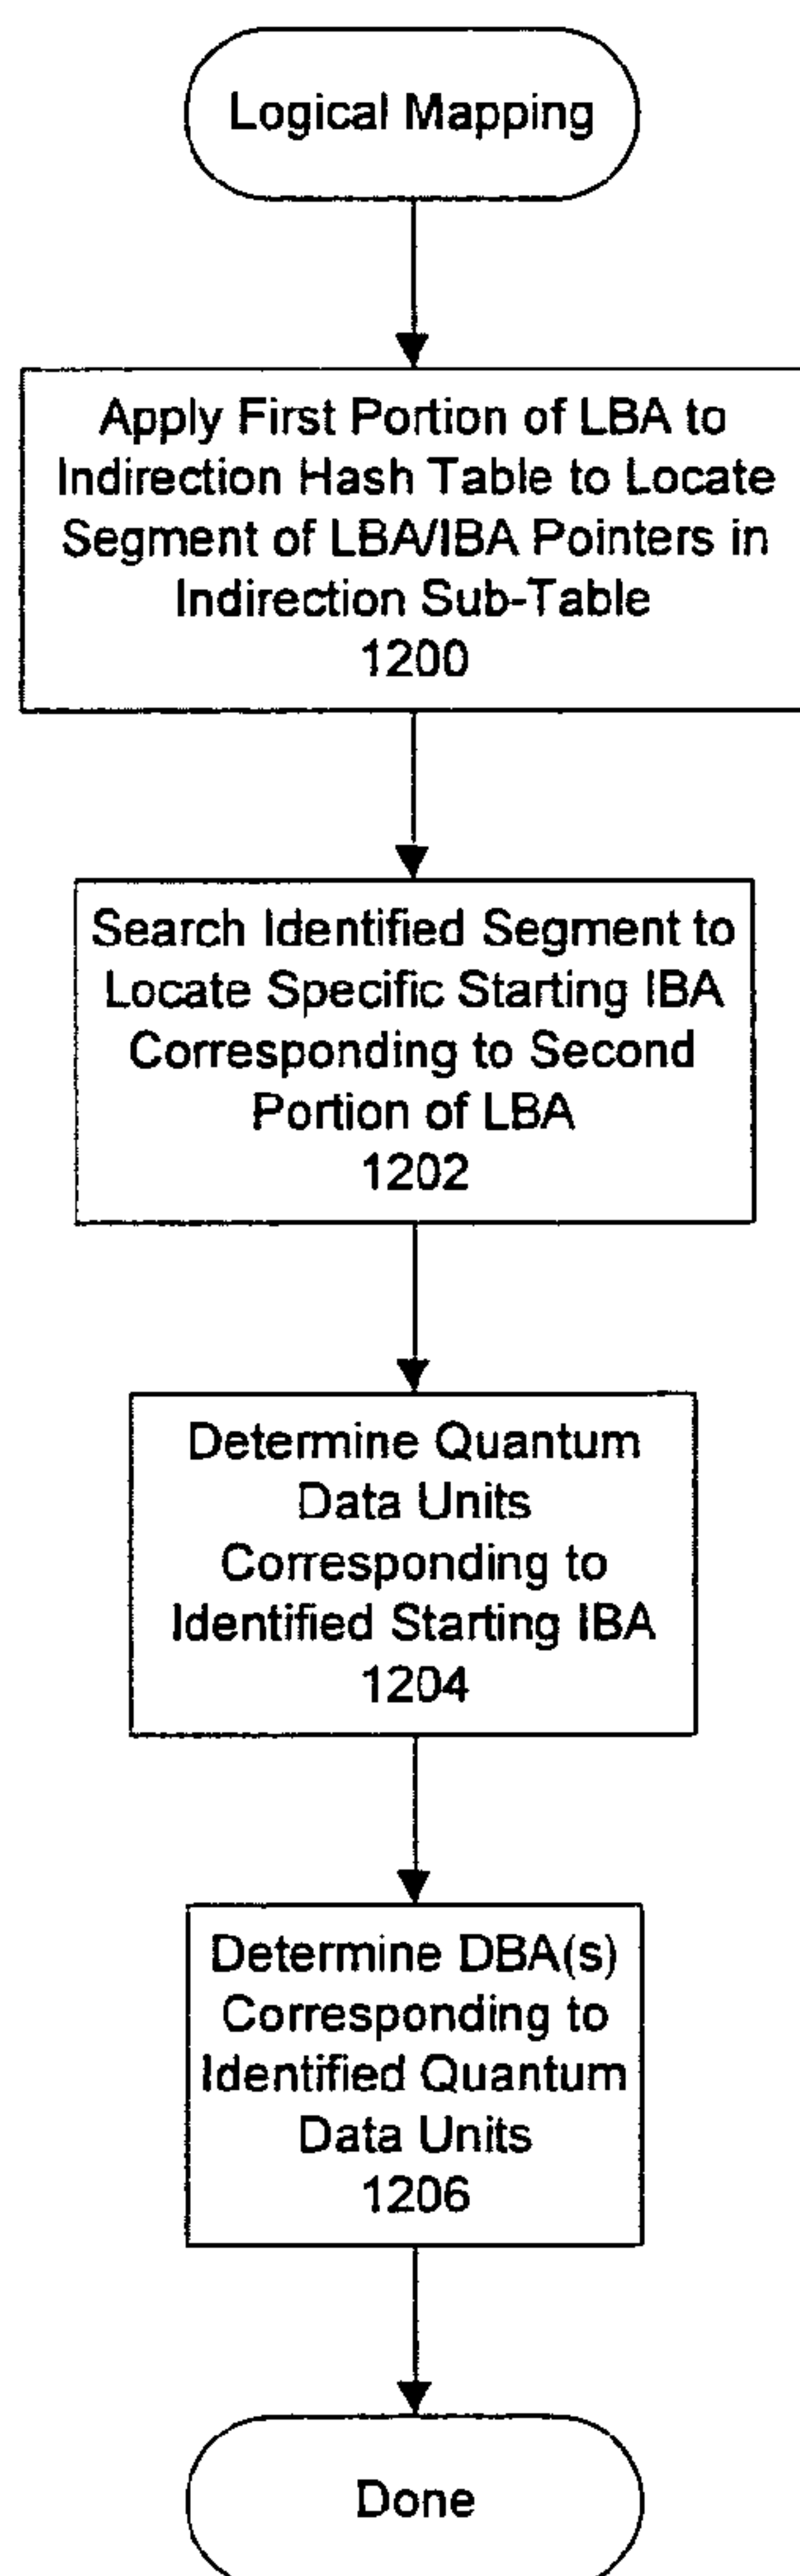 Logical Mapping
Apply First Portion of LBA to
Indirection Hash Table to Locate
Segment of LBA/IBA Pointers in
Indirection Sub-Table
1200
Search Identified Segment to
Locate Specific Starting IBA
Corresponding to Second
Portion of LBA
1202
Determine Quantum
Data Units
Corresponding to
Identified Starting IBA
1204
Determine DBA(s)
Corresponding to
Identified Quantum
Data Units
1206
Done